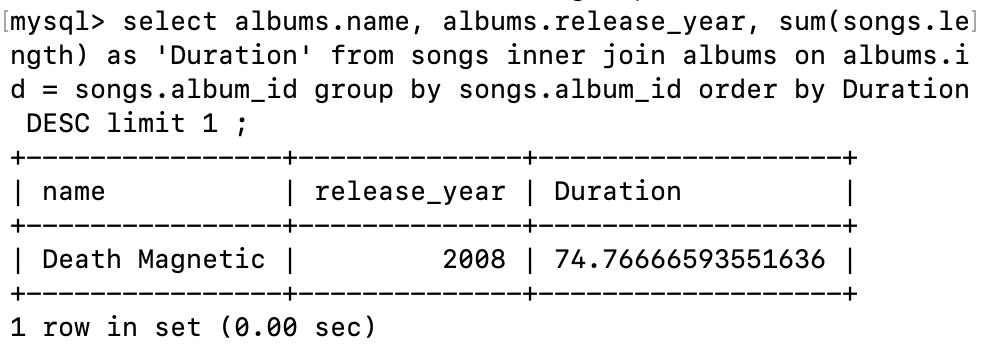 [mysql> select albums.name, albums.release_year, sum(songs.le]
ngth) as 'Duration' from songs inner join albums on albums.i
d = songs.album_id group by songs.album_id order by Duration
 DESC limit 1 ;
+----------------+--------------+-------------------+
| name           | release_year | Duration          |
+----------------+--------------+-------------------+
| Death Magnetic |         2008 | 74.76666593551636 |
+----------------+--------------+-------------------+
1 row in set (0.00 sec)